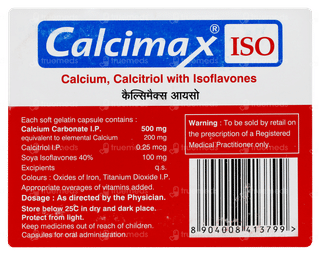 Calcimax® ISO
Calcium, Calcitriol with Isoflavones
कैल्सिमैक्स आयसो
Each soft gelatin capsule contains :
Calcium Carbonate I.P. 500 mg
equivalent to elemental Calcium 200 mg
Calcitriol I.P. 0.25 mcg
Soya Isoflavones 40% 100 mg
Excipients q.s.
Colours : Oxides of Iron, Titanium Dioxide I.P.
Appropriate overages of vitamins added.
Dosage : As directed by the Physician.
Store below 25C in dry and dark place.
Protect from light.
Keep medicines out of reach of children.
Capsules for oral administration.
Warning : To be sold by retail on
the prescription of a Registered
Medical Practitioner only.
8 904008 413799 >
truemeds